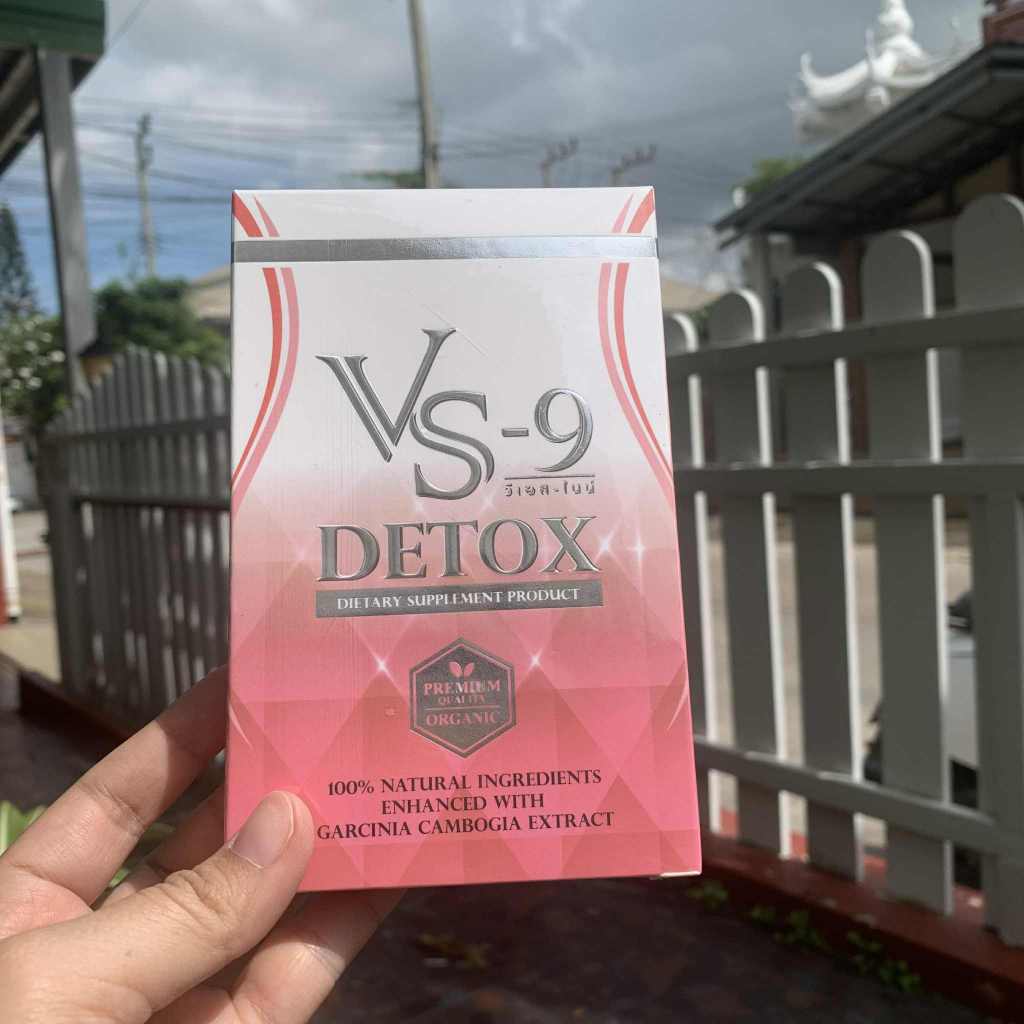 VS-9
วีเอส-ไนน์
DETOX
DIETARY SUPPLEMENT PRODUCT
PREMIUM
QUALITY
ORGANIC
100% NATURAL INGREDIENTS
ENHANCED WITH
GARCINIA CAMBOGIA EXTRACT